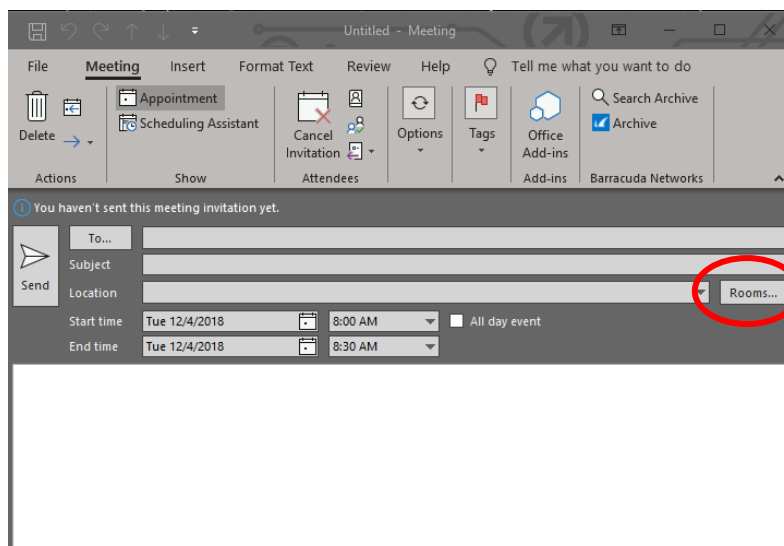 Untitled - Meeting
File Meeting Insert Format Text Review Help Tell me what you want to do
Delete
Actions
Appointment
Scheduling Assistant
Show
Cancel
Invitation
Attendees
Options
Tags
Office
Add-ins
Add-ins
Search Archive
Archive
Barracuda Networks
You haven't sent this meeting invitation yet.
Send
To...
Subject
Location Rooms...
Start time Tue 12/4/2018 8:00 AM All day event
End time Tue 12/4/2018 8:30 AM